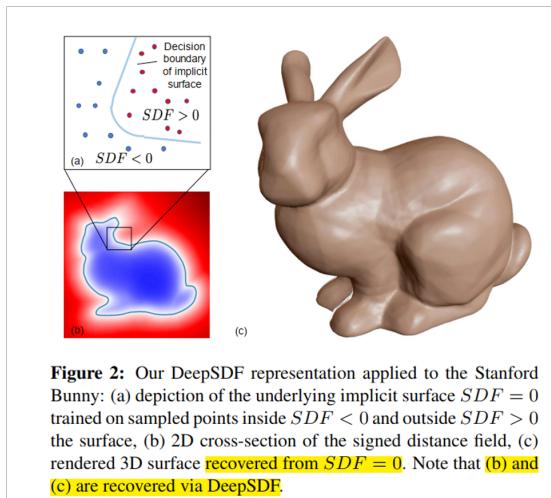 Decision
boundary
of implicit
surface
SDF > 0
SDF < 0
(a)
(b)
(c)
Figure 2: Our DeepSDF representation applied to the Stanford
Bunny: (a) depiction of the underlying implicit surface SDF = 0
trained on sampled points inside SDF < 0 and outside SDF > 0
the surface, (b) 2D cross-section of the signed distance field, (c)
rendered 3D surface recovered from SDF = 0. Note that (b) and
(c) are recovered via DeepSDF.